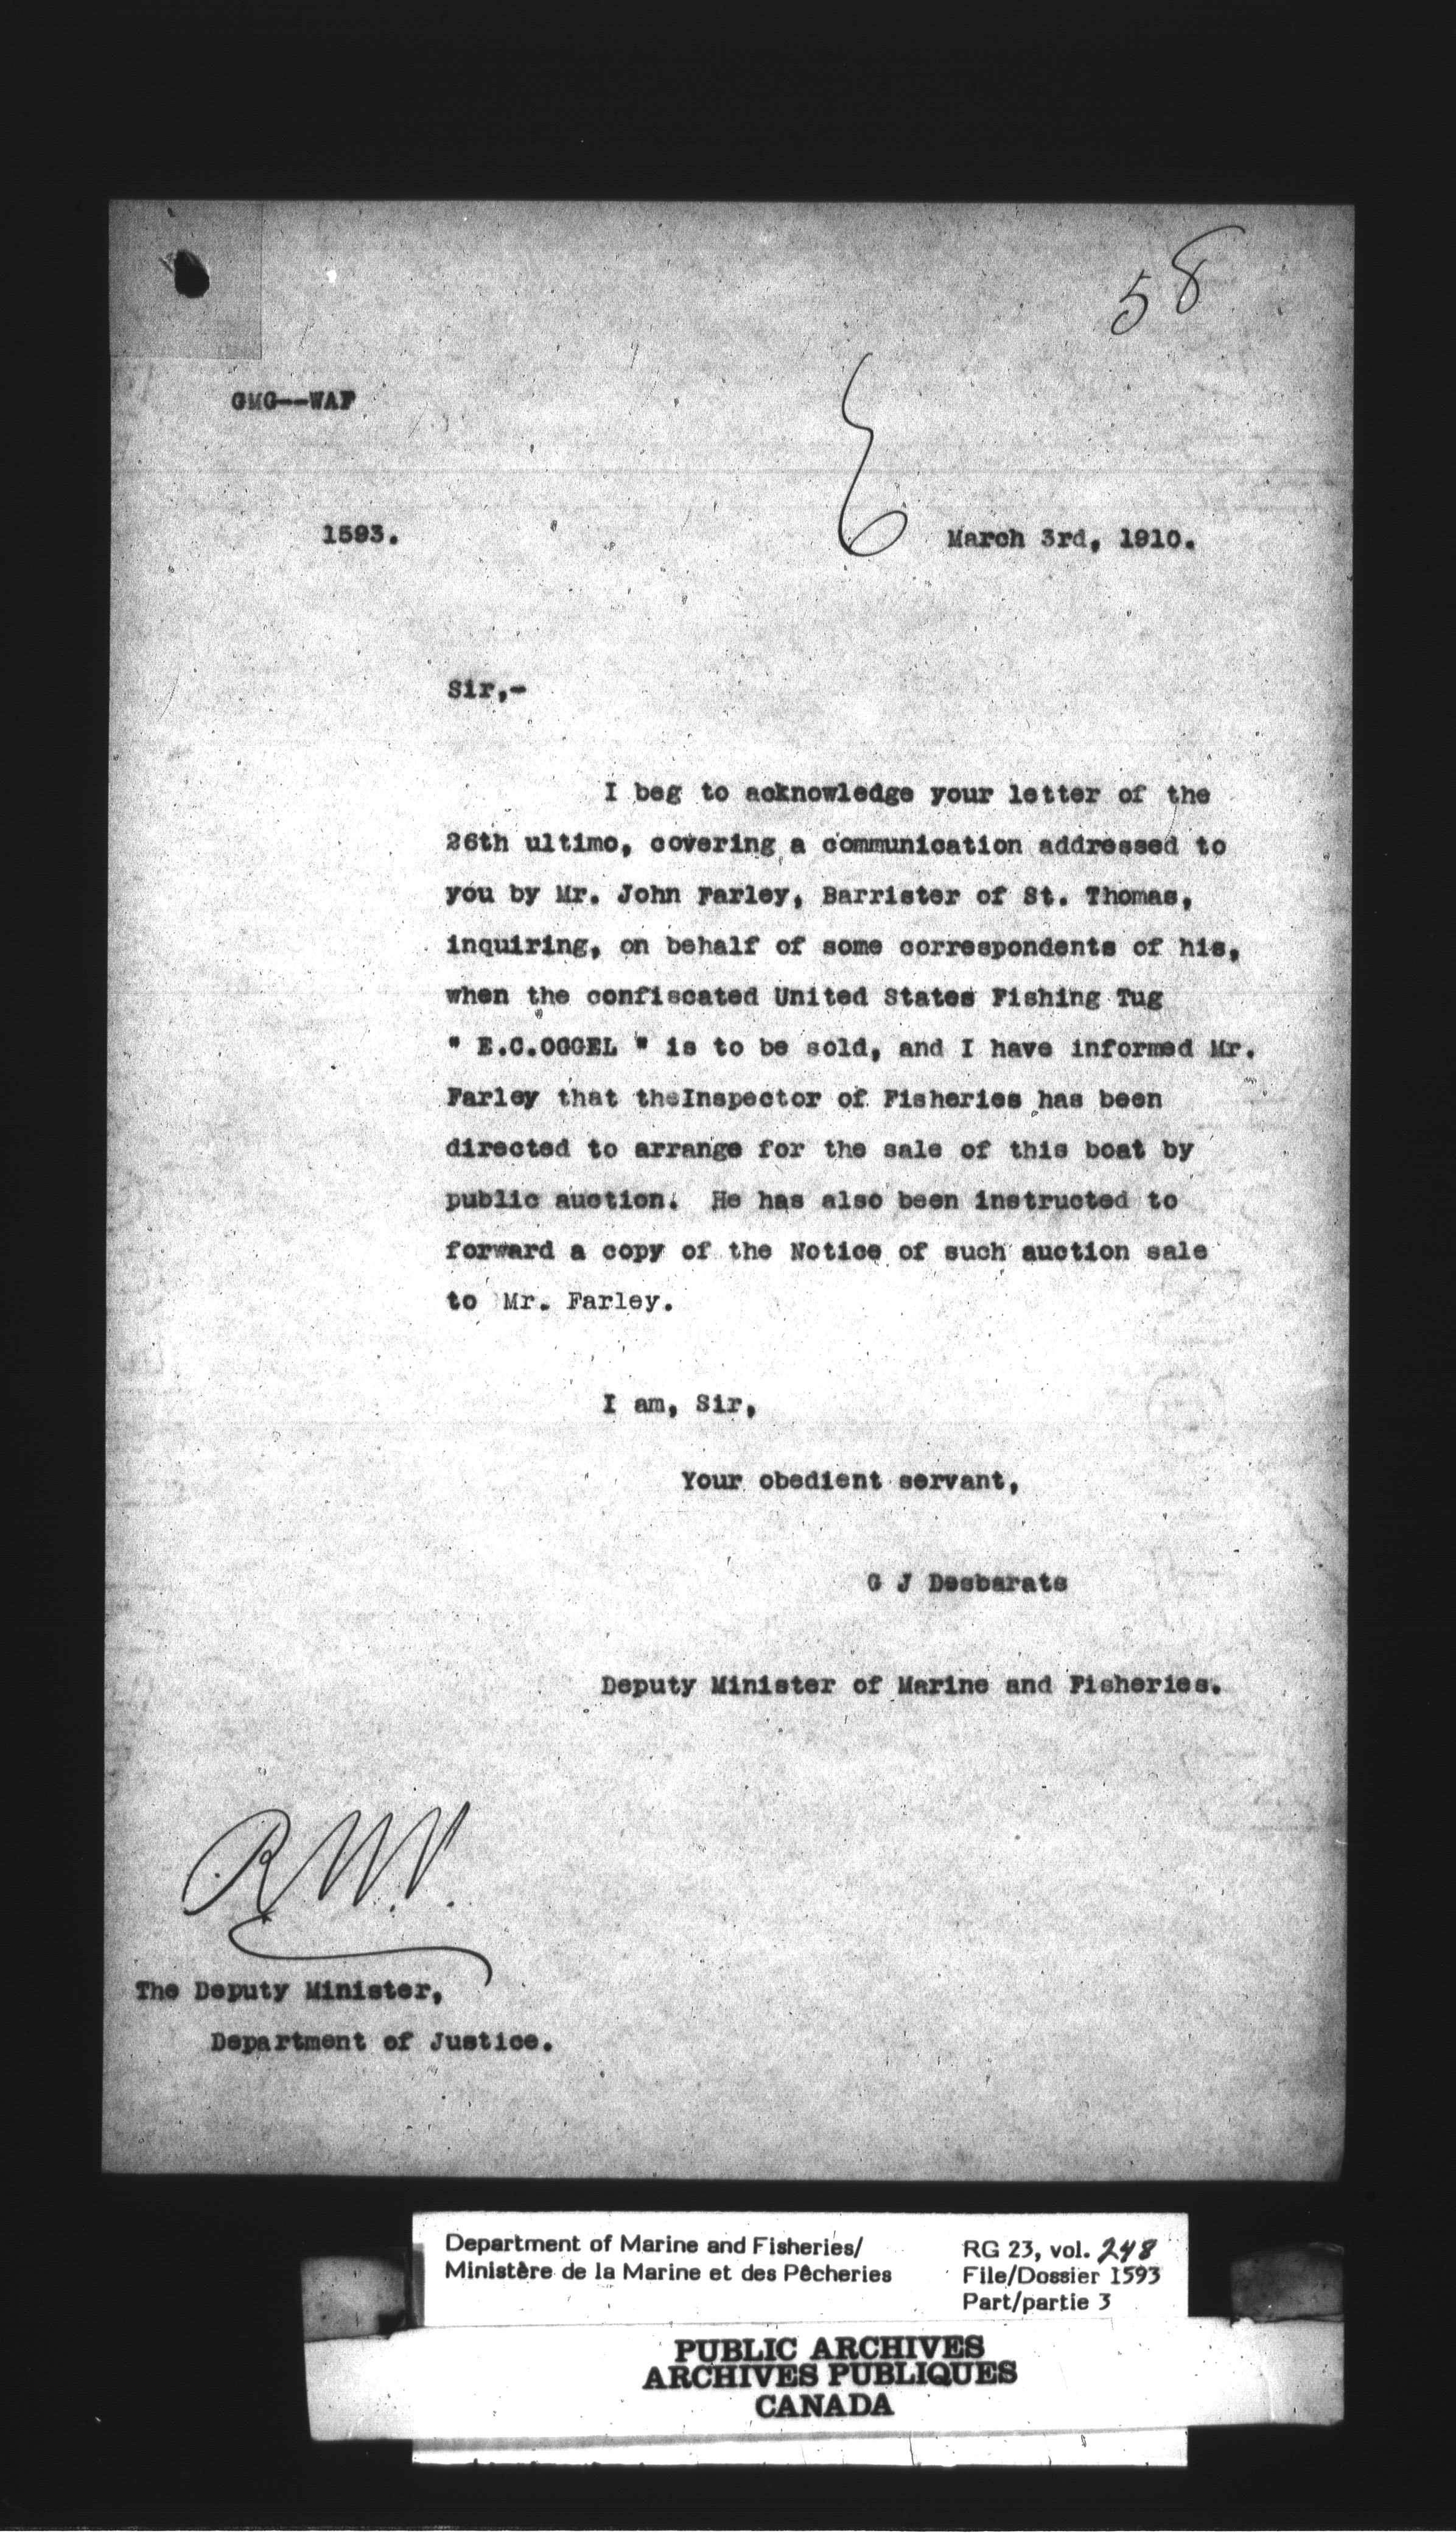 58
GMG--WAF
1593.
March 3rd, 1910.
Sir,-
I beg to acknowledge your letter of the
26th ultimo, covering a communication addressed to
you by Mr. John Farley, Barrister of St. Thomas,
inquiring, on behalf of some correspondents of his,
when the confiscated United States Fishing Tug
" E.C.OGGEL " is to be sold, and I have informed Mr.
Farley that theInspector of Fisheries has been
directed to arrange for the sale of this boat by
public auction. He has also been instructed to
forward a copy of the Notice of such auction sale
to Mr. Farley.
I am, Sir,
Your obedient servant,
G J Desbarats
Deputy Minister of Marine and Fisheries.
The Deputy Minister,
Department of Justice.
Department of Marine and Fisheries/
Ministère de la Marine et des Pêcheries
RG 23, vol. 248
File/Dossier 1593
Part/partie 3
PUBLIC ARCHIVES
ARCHIVES PUBLIQUES
CANADA